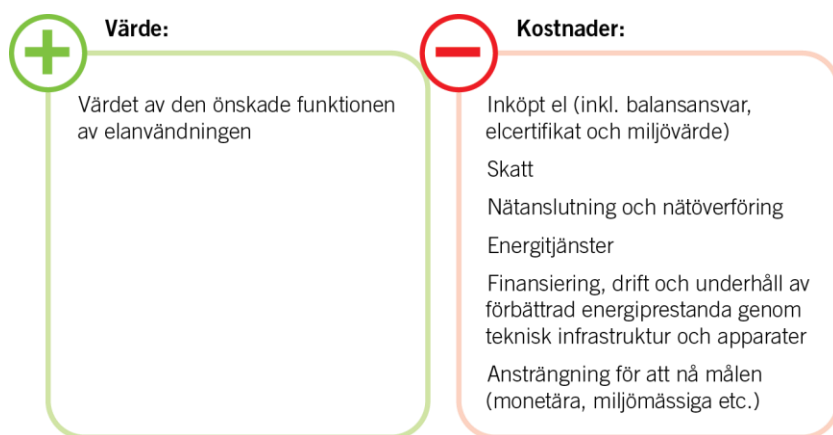 Värde:
Värdet av den önskade funktionen
av elanvändningen
Kostnader:
Inköpt el (inkl. balansansvar,
elcertifikat och miljövärde)
Skatt
Nätanslutning och nätöverföring
Energitjänster
Finansiering, drift och underhåll av
förbättrad energiprestanda genom
teknisk infrastruktur och apparater
Ansträngning för att nå målen
(monetära, miljömässiga etc.)